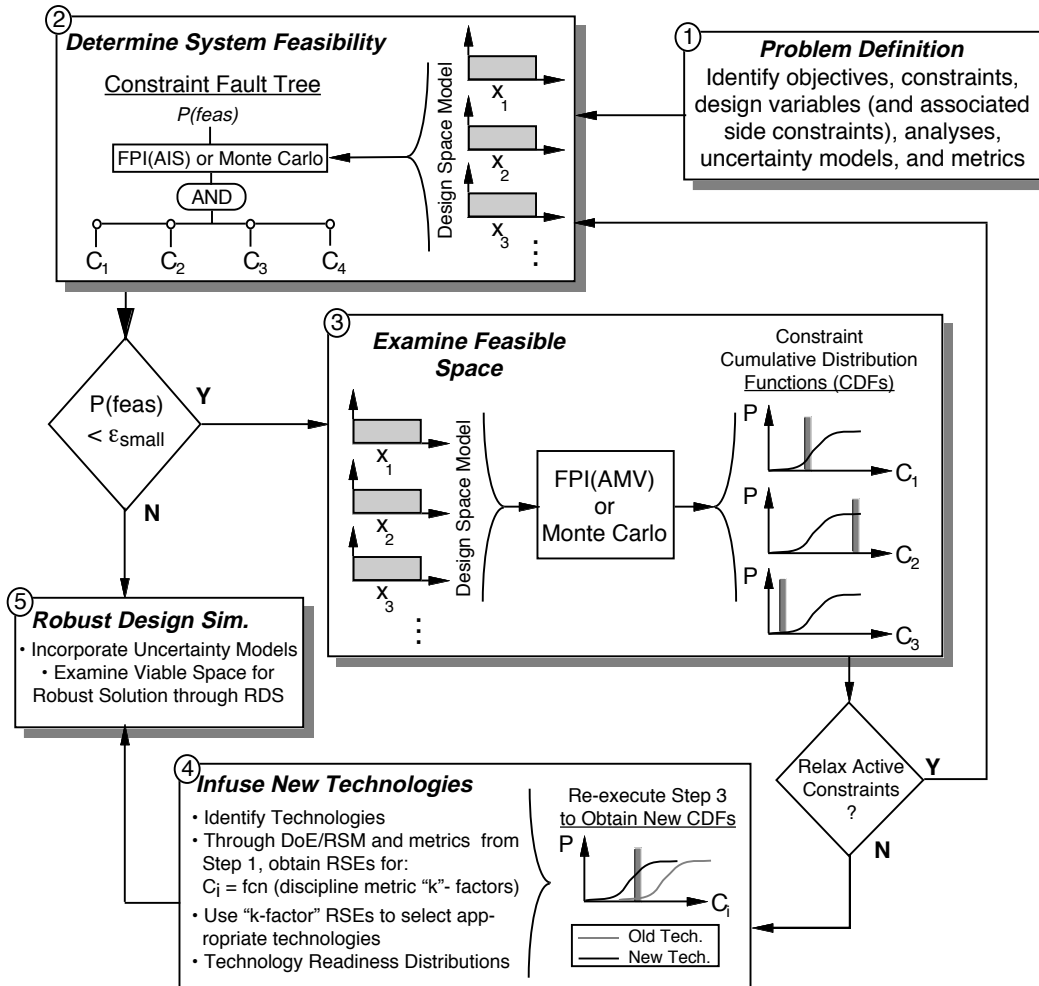 1
Problem Definition
Identify objectives, constraints,
design variables (and associated
side constraints), analyses,
uncertainty models, and metrics
2
Determine System Feasibility
Constraint Fault Tree
P(feas)
FPI(AIS) or Monte Carlo
AND
C1
C2
C3
C4
Design Space Model
x1
x2
x3
⋮
P(feas)
< εsmall
Y
N
3
Examine Feasible
Space
x1
x2
x3
⋮
Design Space Model
FPI(AMV)
or
Monte Carlo
Constraint
Cumulative Distribution
Functions (CDFs)
P
C1
P
C2
P
C3
Relax Active
Constraints
?
Y
N
4
Infuse New Technologies
• Identify Technologies
• Through DoE/RSM and metrics from
Step 1, obtain RSEs for:
Ci = fcn (discipline metric “k”- factors)
• Use “k-factor” RSEs to select app-
ropriate technologies
• Technology Readiness Distributions
Re-execute Step 3
to Obtain New CDFs
P
Ci
Old Tech.
New Tech.
5
Robust Design Sim.
• Incorporate Uncertainty Models
• Examine Viable Space for
Robust Solution through RDS